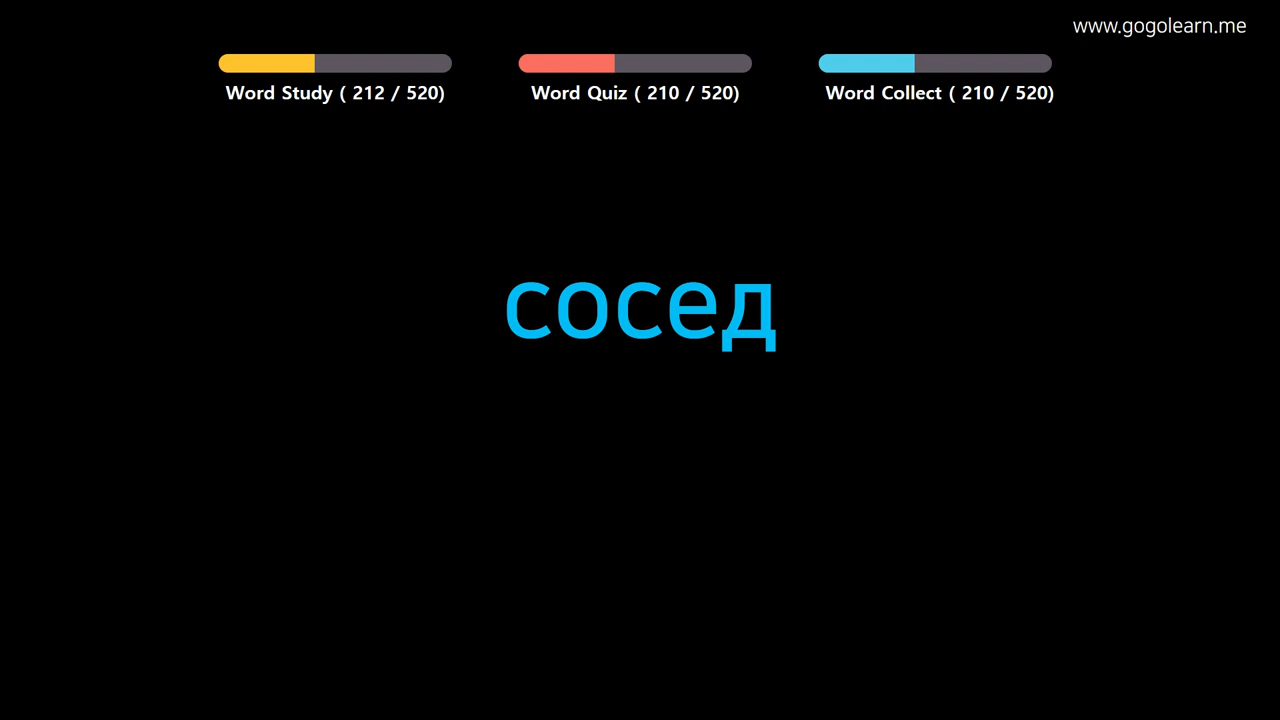 www.gogolearn.me
Word Study ( 212 / 520)
Word Quiz ( 210 / 520)
Word Collect ( 210 / 520)
сосед